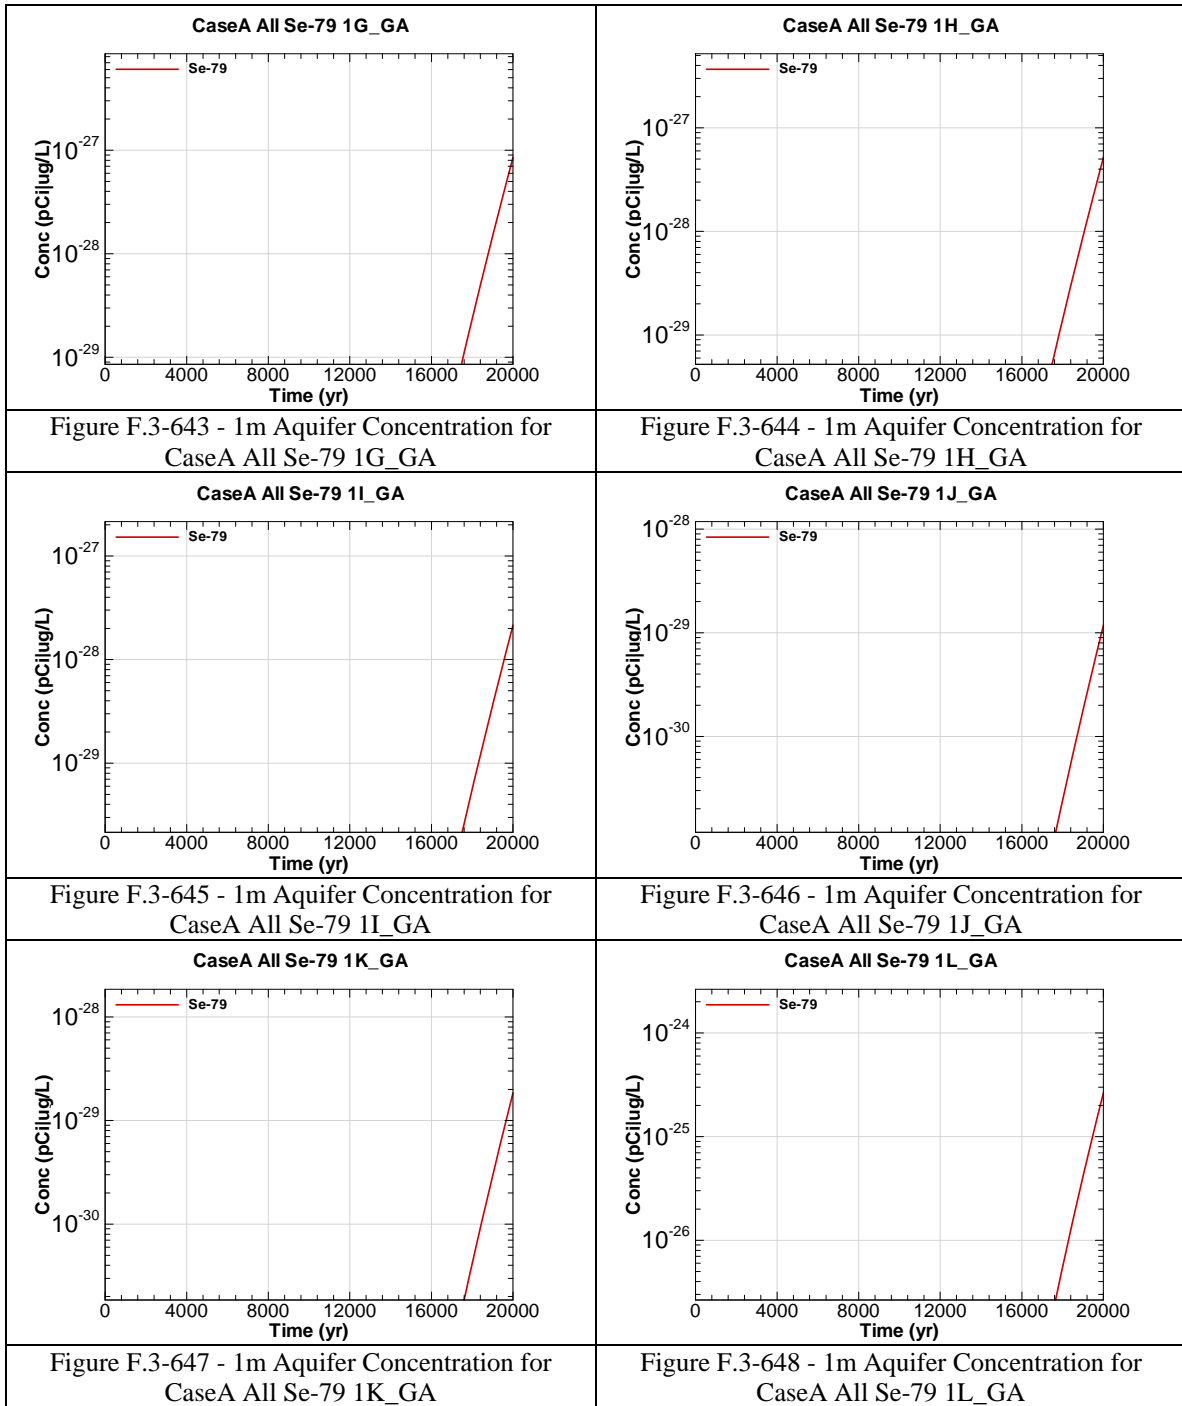 CaseA All Se-79 1G_GA
Se-79
10-27
10-28
10-29
Conc (pCi|ug/L)
0 4000 8000 12000 16000 20000
Time (yr)
Figure F.3-643 - 1m Aquifer Concentration for
CaseA All Se-79 1G_GA
CaseA All Se-79 1H_GA
Se-79
10-27
10-28
10-29
Conc (pCi|ug/L)
0 4000 8000 12000 16000 20000
Time (yr)
Figure F.3-644 - 1m Aquifer Concentration for
CaseA All Se-79 1H_GA
CaseA All Se-79 1I_GA
Se-79
10-27
10-28
10-29
Conc (pCi|ug/L)
0 4000 8000 12000 16000 20000
Time (yr)
Figure F.3-645 - 1m Aquifer Concentration for
CaseA All Se-79 1I_GA
CaseA All Se-79 1J_GA
Se-79
10-28
10-29
10-30
Conc (pCi|ug/L)
0 4000 8000 12000 16000 20000
Time (yr)
Figure F.3-646 - 1m Aquifer Concentration for
CaseA All Se-79 1J_GA
CaseA All Se-79 1K_GA
Se-79
10-28
10-29
10-30
Conc (pCi|ug/L)
0 4000 8000 12000 16000 20000
Time (yr)
Figure F.3-647 - 1m Aquifer Concentration for
CaseA All Se-79 1K_GA
CaseA All Se-79 1L_GA
Se-79
10-24
10-25
10-26
Conc (pCi|ug/L)
0 4000 8000 12000 16000 20000
Time (yr)
Figure F.3-648 - 1m Aquifer Concentration for
CaseA All Se-79 1L_GA